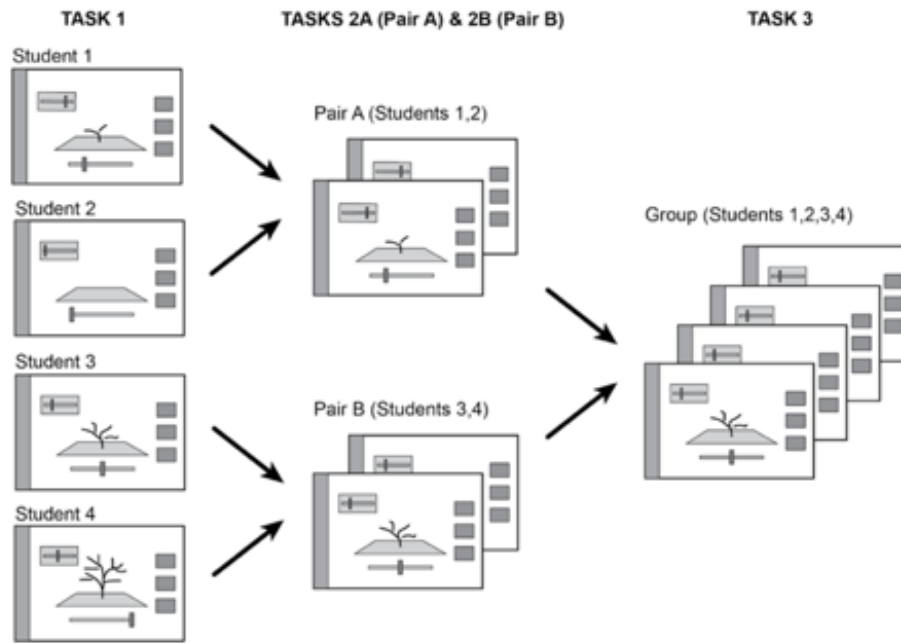 TASK 1
TASKS 2A (Pair A) & 2B (Pair B)
TASK 3
Student 1
Student 2
Student 3
Student 4
Pair A (Students 1,2)
Pair B (Students 3,4)
Group (Students 1,2,3,4)